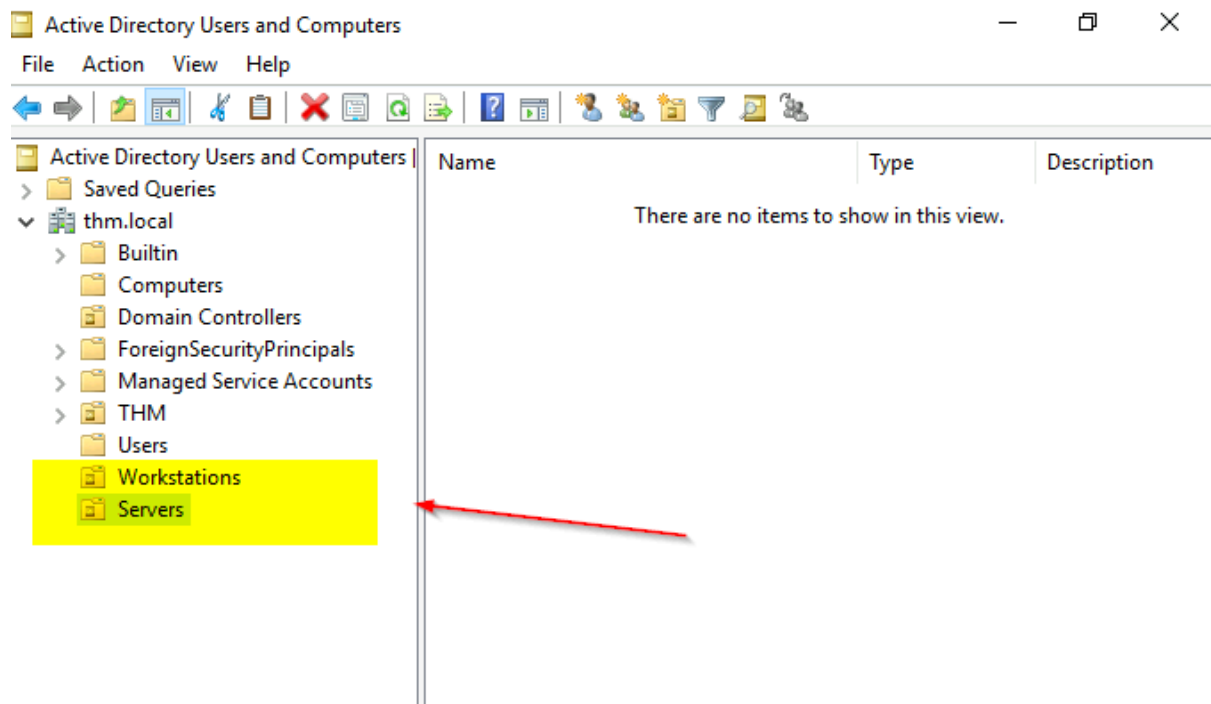 Active Directory Users and Computers
File Action View Help
Active Directory Users and Computers |
Name Type Description
Saved Queries
thm.local
There are no items to show in this view.
Builtin
Computers
Domain Controllers
ForeignSecurityPrincipals
Managed Service Accounts
THM
Users
Workstations
Servers